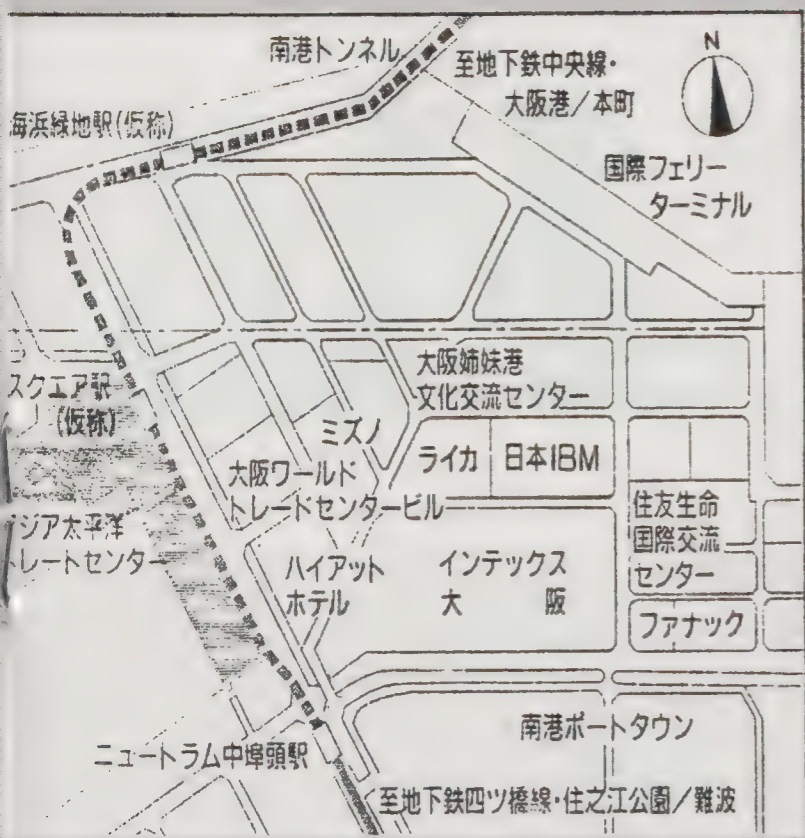 南港トンネル
至地下鉄中央線・
大阪港/本町
N
海浜緑地駅(仮称)
国際フェリー
ターミナル
大阪姉妹港
文化交流センター
スクエア駅
(仮称)
ミズノ
ライカ
日本IBM
大阪ワールド
トレードセンタービル
住友生命
国際交流
センター
ジア太平洋
トレートセンター
ハイアット
ホテル
インテックス
大阪
ファナック
南港ポートタウン
ニュートラム中埠頭駅
至地下鉄四ツ橋線・住之江公園/難波